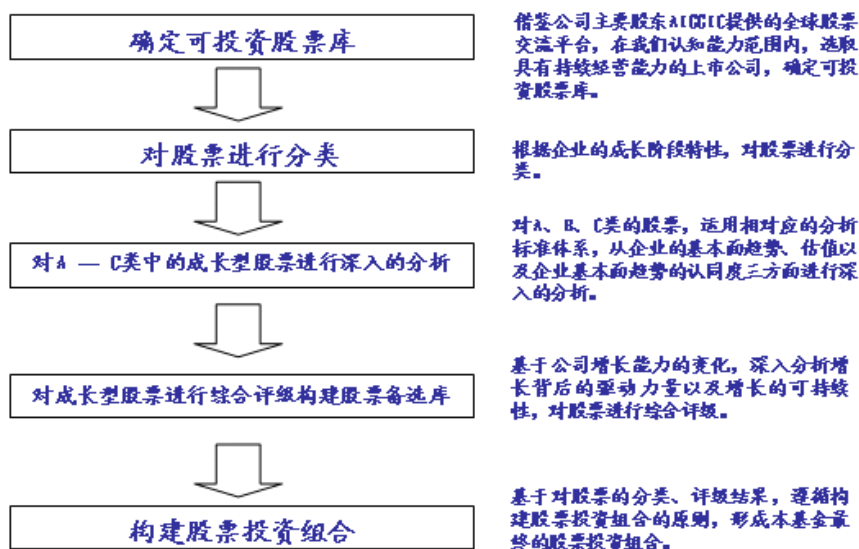 确定可投资股票库
借鉴公司主要股东AIGGIC提供的全球股票
交流平台，在我们认知能力范围内，选取
具有持续经营能力的上市公司，确定可投
资股票库。
对股票进行分类
根据企业的成长阶段特性，对股票进行分
类。
对A — C类中的成长型股票进行深入的分析
对A、B、C类的股票，运用相对应的分析
标准体系，从企业的基本面趋势、估值以
及企业基本面趋势的认同度三方面进行深
入的分析。
对成长型股票进行综合评级构建股票备选库
基于公司增长能力的变化，深入分析增
长背后的驱动力量以及增长的可持续
性，对股票进行综合评级。
构建股票投资组合
基于对股票的分类、评级结果，遵循构
建股票投资组合的原则，形成本基金最
终的股票投资组合。